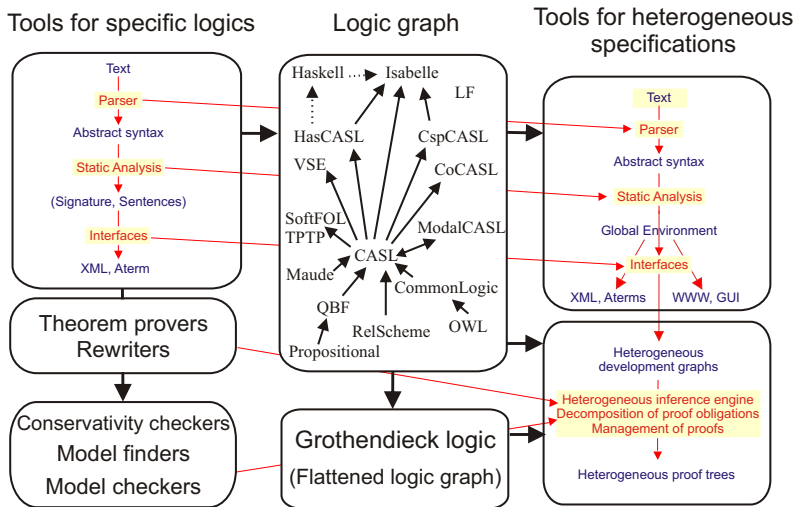 Tools for specific logics
Text
Parser
Abstract syntax
Static Analysis
(Signature, Sentences)
Interfaces
XML, Aterm
Theorem provers
Rewriters
Conservativity checkers
Model finders
Model checkers
Logic graph
Haskell
Isabelle
LF
HasCASL
CspCASL
VSE
CoCASL
SoftFOL
TPTP
ModalCASL
CASL
Maude
CommonLogic
QBF
RelScheme
OWL
Propositional
Grothendieck logic
(Flattened logic graph)
Tools for heterogeneous
specifications
Text
Parser
Abstract syntax
Static Analysis
Global Environment
Interfaces
XML, Aterms
WWW, GUI
Heterogeneous
development graphs
Heterogeneous inference engine
Decomposition of proof obligations
Management of proofs
Heterogeneous proof trees